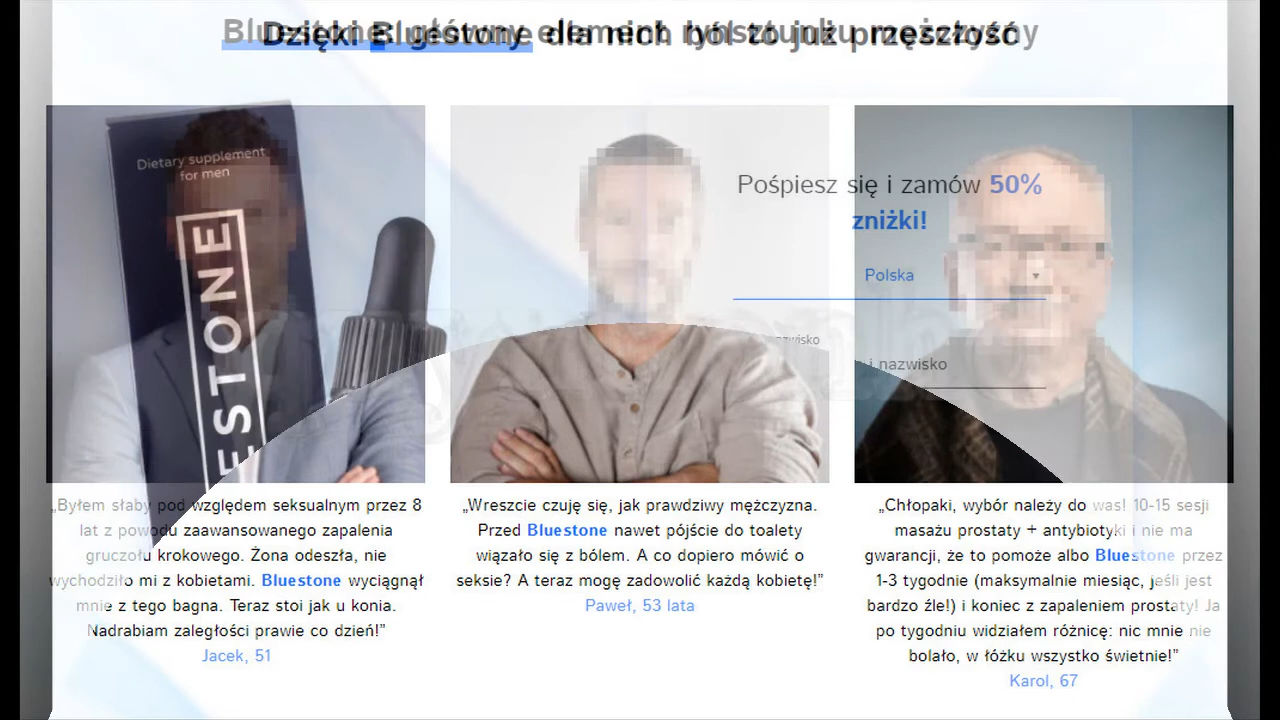 Dzięki Bluestone dla nich ból to już przeszłość
Dietary supplement
for men
ESTONE
Pośpiesz się i zamów 50%
zniżki!
Polska
nazwisko
i nazwisko
„Byłem słaby pod względem seksualnym przez 8
lat z powodu zaawansowanego zapalenia
gruczołu krokowego. Żona odeszła, nie
wychodziło mi z kobietami. Bluestone wyciągnął
mnie z tego bagna. Teraz stoi jak u konia.
Nadrabiam zaległości prawie co dzień!”
Jacek, 51
„Wreszcie czuję się, jak prawdziwy mężczyzna.
Przed Bluestone nawet pójście do toalety
wiązało się z bólem. A co dopiero mówić o
seksie? A teraz mogę zadowolić każdą kobietę!”
Paweł, 53 lata
„Chłopaki, wybór należy do was! 10-15 sesji
masażu prostaty + antybiotyki i nie ma
gwarancji, że to pomoże albo Bluestone przez
1-3 tygodnie (maksymalnie miesiąc, jeśli jest
bardzo źle!) i koniec z zapaleniem prostaty! Ja
po tygodniu widziałem różnicę: nic mnie nie
bolało, w łóżku wszystko świetnie!”
Karol, 67